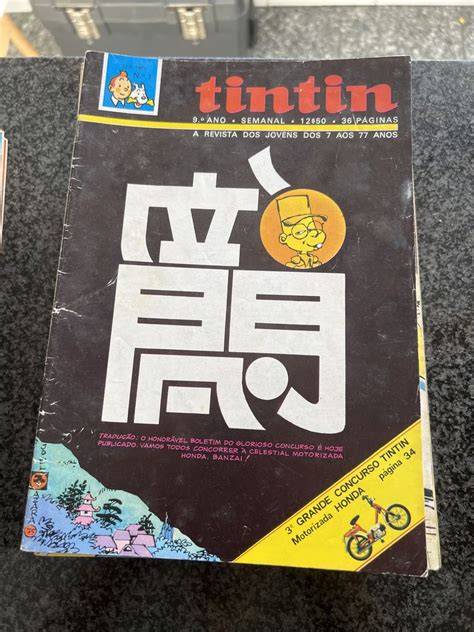 tintin
9.º ANO • SEMANAL • 12$50 • 36 PÁGINAS
A REVISTA DOS JOVENS DOS 7 AOS 77 ANOS
TRADUÇÃO: O HONORÁVEL BOLETIM DO GLORIOSO CONCURSO É HOJE
PUBLICADO. VAMOS TODOS CONCORRER À CELESTIAL MOTORIZADA
HONDA. BANZAI!
3º GRANDE CONCURSO TINTIN
Motorizada HONDA página 34